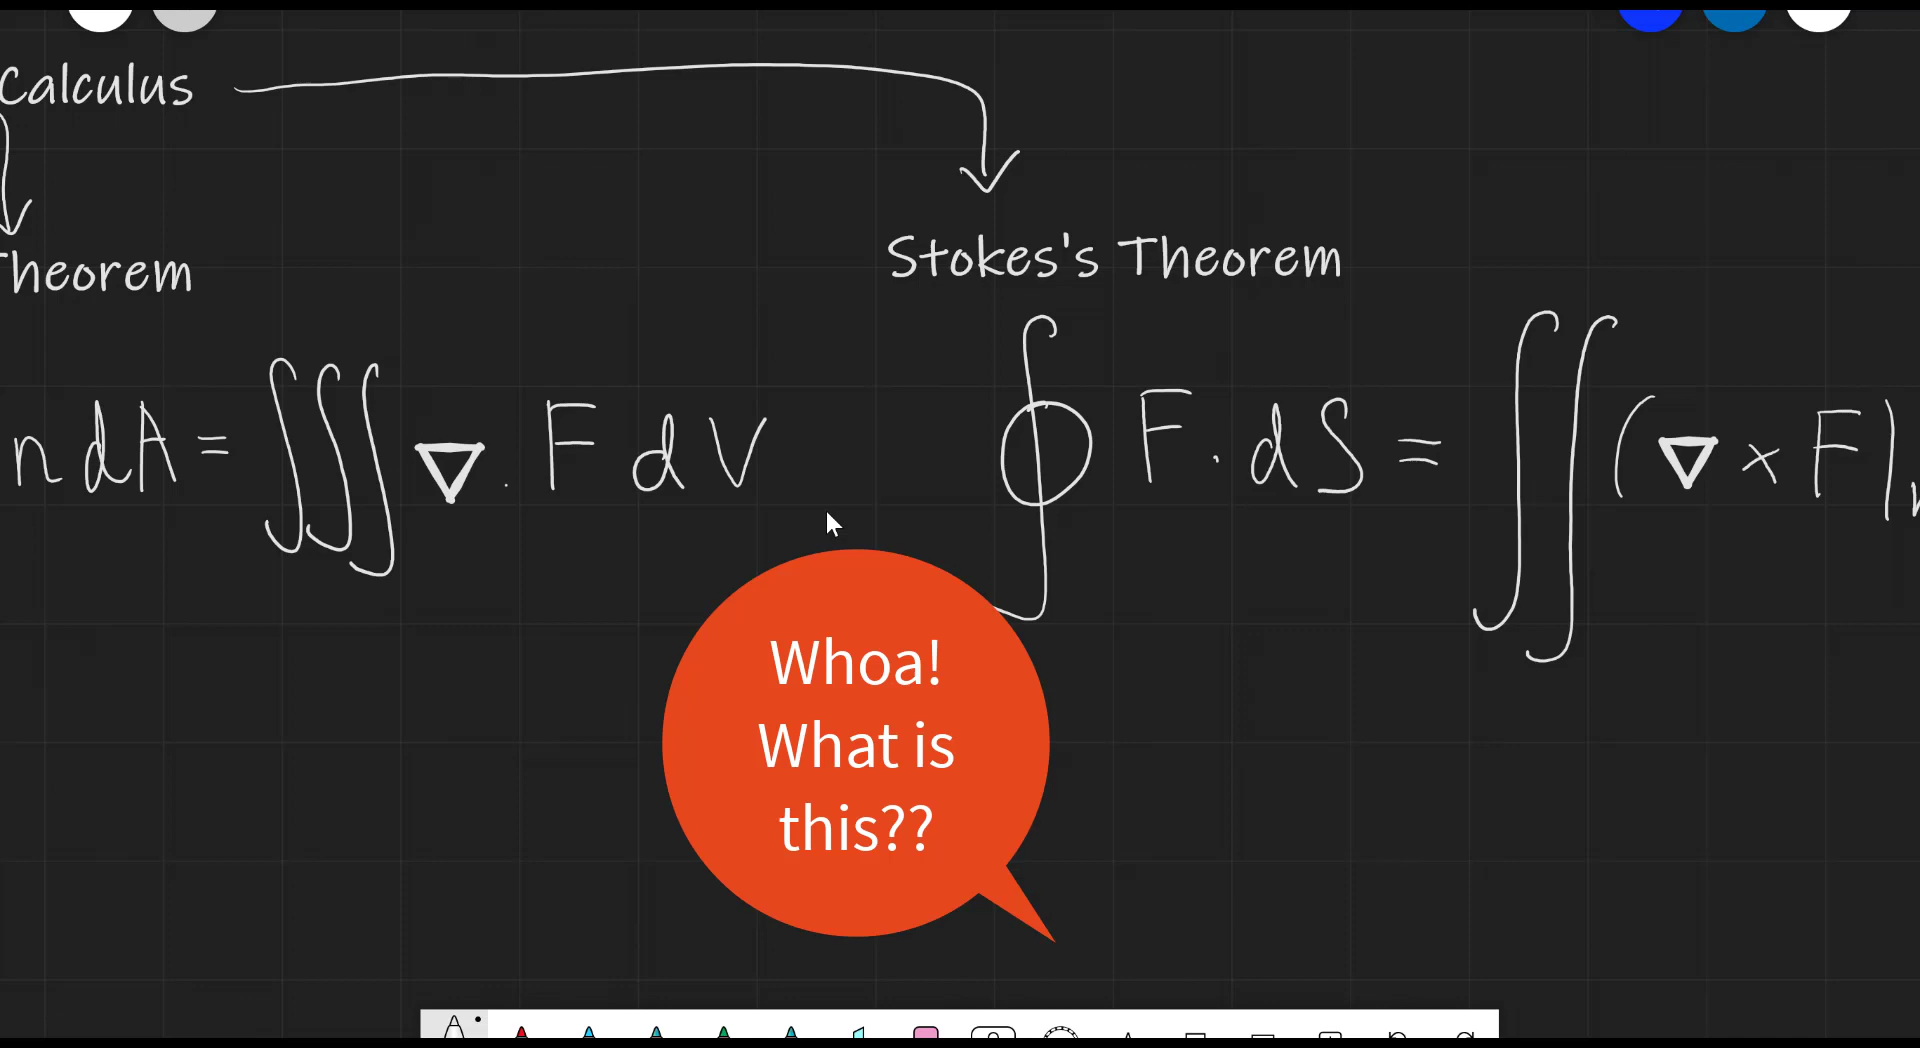 Calculus
Theorem
Stokes's Theorem
n dA = ∭ ∇ . F dV
∮ F · dS = ∬ (∇ × F)
Whoa!
What is
this??